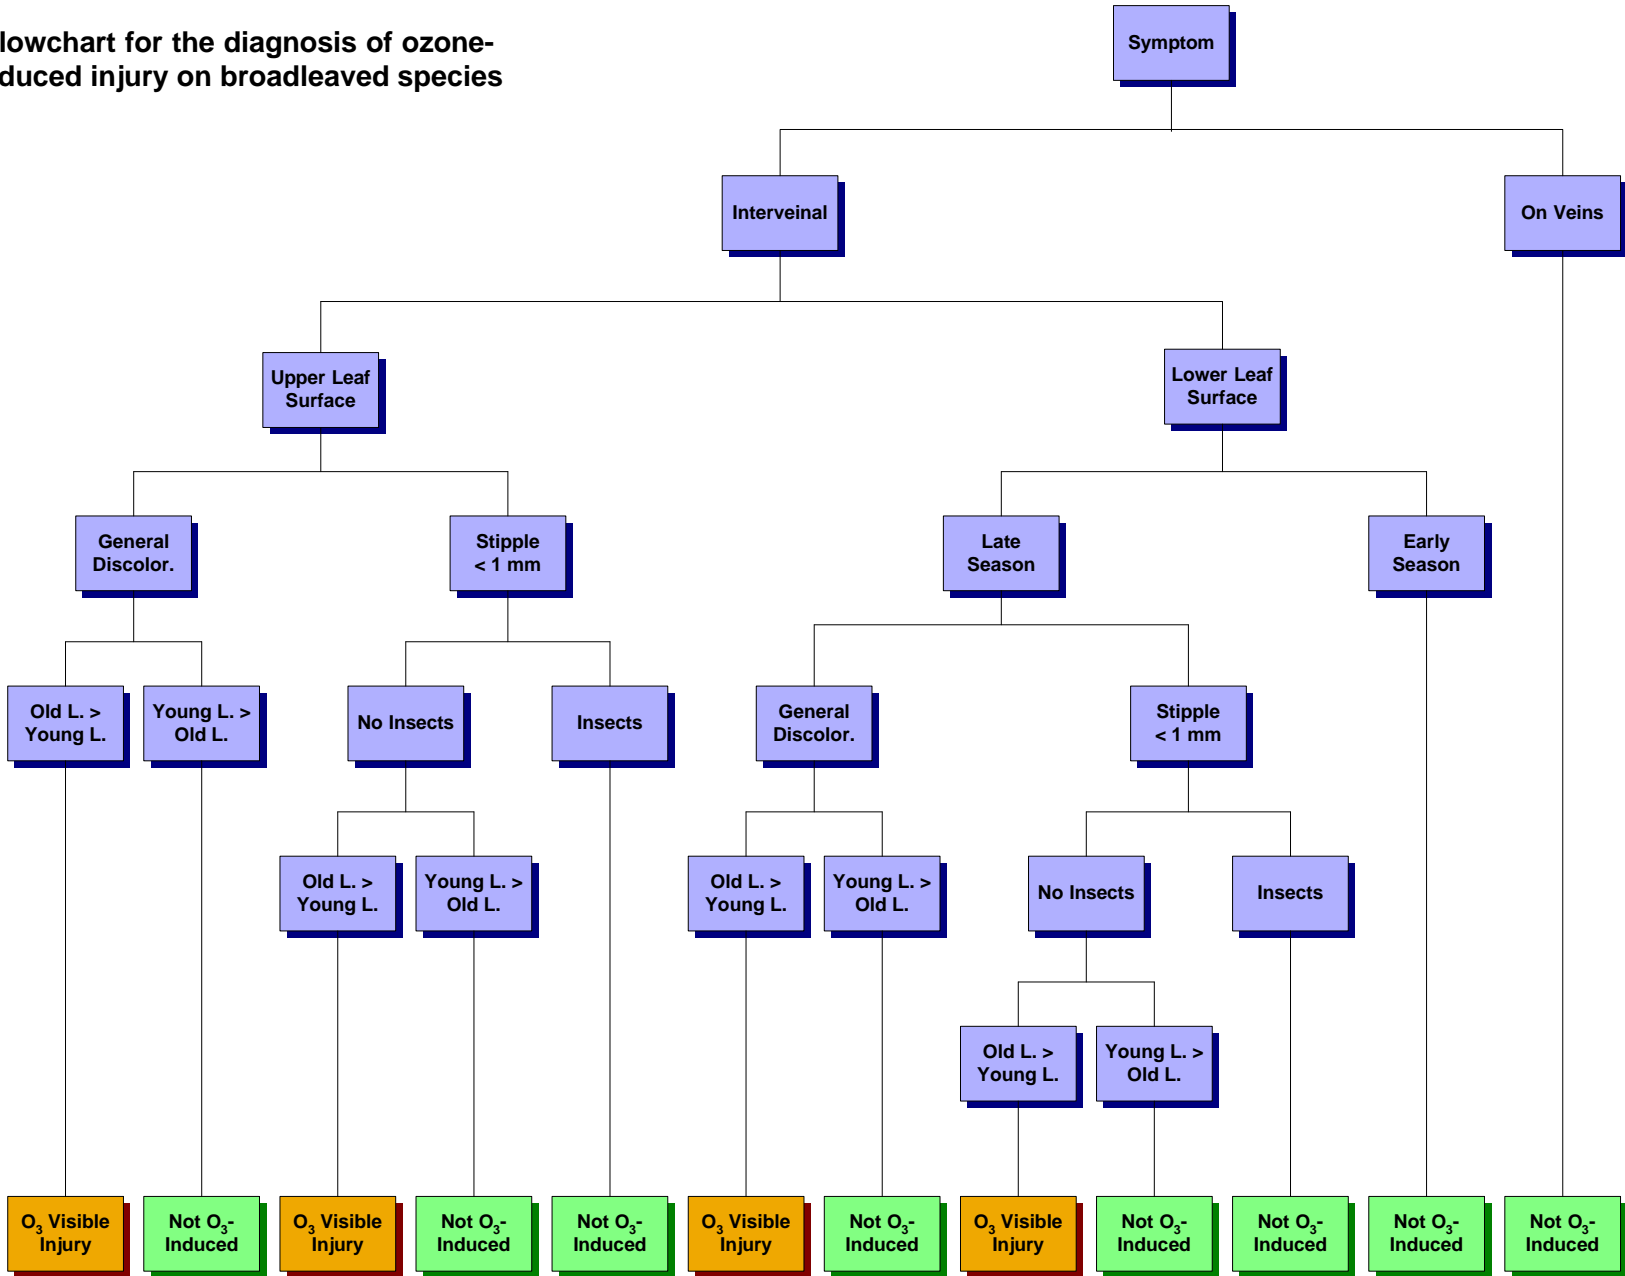 lowchart for the diagnosis of ozone-
duced injury on broadleaved species
Symptom
Interveinal
On Veins
Upper Leaf
Surface
Lower Leaf
Surface
General
Discolor.
Stipple
< 1 mm
Late
Season
Early
Season
Old L. >
Young L.
Young L. >
Old L.
No Insects
Insects
General
Discolor.
Stipple
< 1 mm
Old L. >
Young L.
Young L. >
Old L.
Old L. >
Young L.
Young L. >
Old L.
No Insects
Insects
Old L. >
Young L.
Young L. >
Old L.
O3 Visible
Injury
Not O3-
Induced
O3 Visible
Injury
Not O3-
Induced
Not O3-
Induced
O3 Visible
Injury
Not O3-
Induced
O3 Visible
Injury
Not O3-
Induced
Not O3-
Induced
Not O3-
Induced
Not O3-
Induced